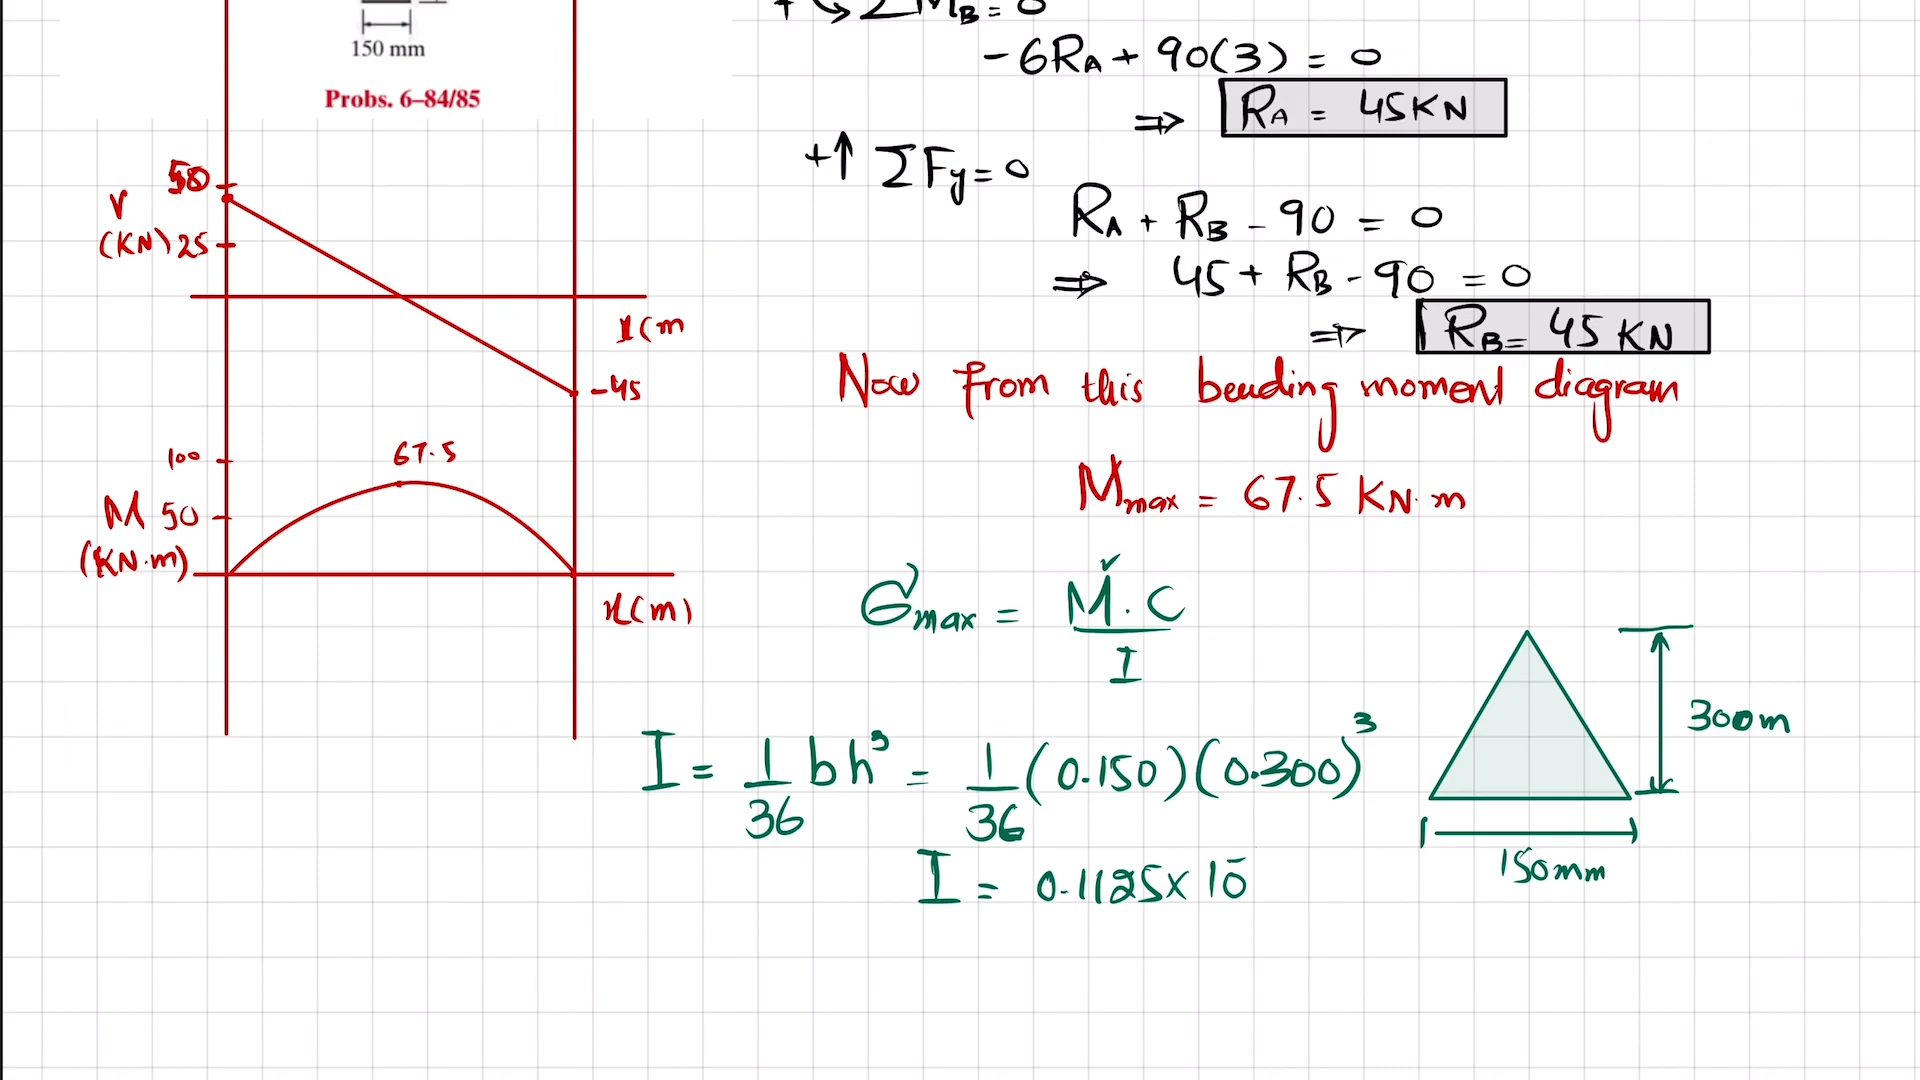 150 mm
Probs. 6–84/85
50
V
(KN) 25
x(m
-45
67.5
100
M 50
(KN.m)
x(m)
+ ΣM_B = 0
-6R_A + 90(3) = 0
⇒ R_A = 45KN
+↑ ΣFy = 0
R_A + R_B - 90 = 0
⇒ 45 + R_B - 90 = 0
⇒ R_B = 45 KN
Now from this bending moment diagram
M_max = 67.5 KN.m
σ_max = M.C / I
I = 1/36 bh³ = 1/36 (0.150)(0.300)³
I = 0.1125 x 10⁻
300m
150mm